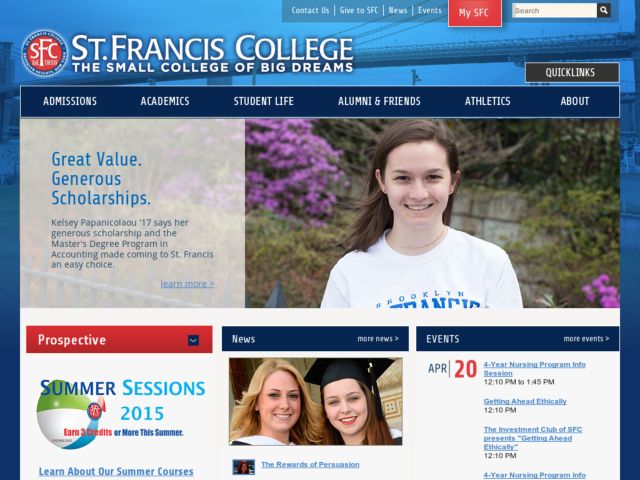 Contact Us
Give to SFC
News
Events
My SFC
Search
SFC
ST. FRANCIS COLLEGE
THE SMALL COLLEGE OF BIG DREAMS
QUICKLINKS
ADMISSIONS
ACADEMICS
STUDENT LIFE
ALUMNI & FRIENDS
ATHLETICS
ABOUT
Great Value.
Generous
Scholarships.
Kelsey Papanicolaou '17 says her
generous scholarship and the
Master's Degree Program in
Accounting made coming to St. Francis
an easy choice.
learn more >
BROOKLYN
FRANCIS
Prospective
SUMMER SESSIONS
2015
Earn 3 Credits or More This Summer.
Learn About Our Summer Courses
News
more news >
The Rewards of Persuasion
EVENTS
more events >
APR 20
4-Year Nursing Program Info
Session
12:10 PM to 1:45 PM
Getting Ahead Ethically
12:10 PM
The Investment Club of SFC
presents "Getting Ahead
Ethically"
12:10 PM
4-Year Nursing Program Info